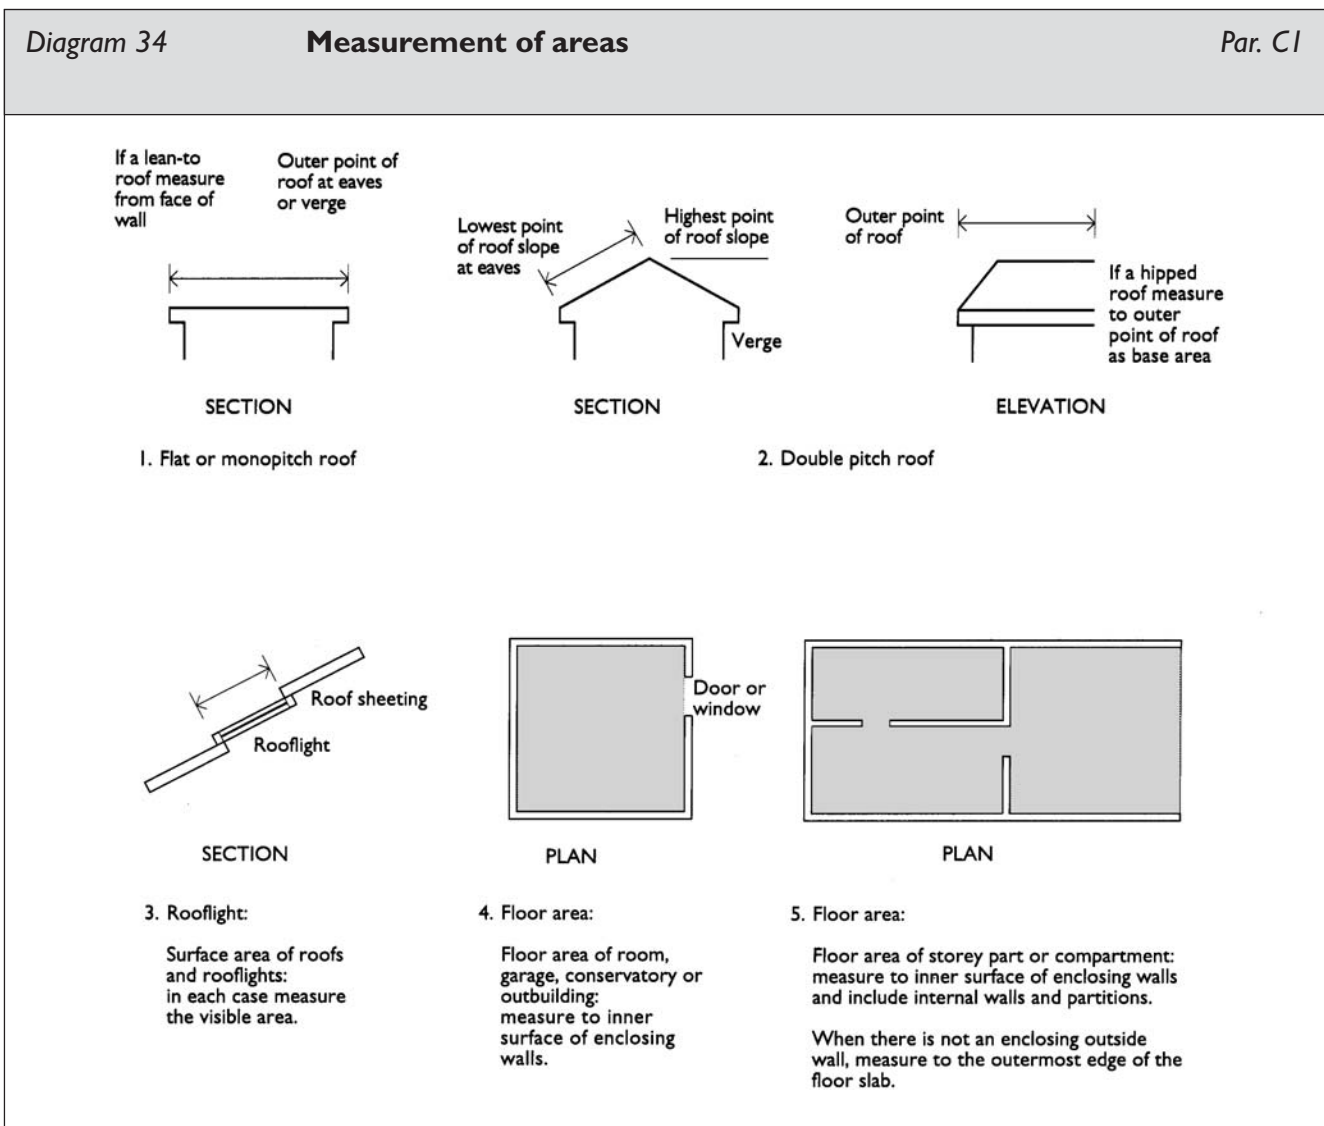 Diagram 34
Measurement of areas
Par. C1
If a lean-to
roof measure
from face of
wall
Outer point of
roof at eaves
or verge
SECTION
1. Flat or monopitch roof
Lowest point
of roof slope
at eaves
Highest point
of roof slope
Verge
SECTION
Outer point
of roof
If a hipped
roof measure
to outer
point of roof
as base area
ELEVATION
2. Double pitch roof
Roof sheeting
Rooflight
SECTION
3. Rooflight:
Surface area of roofs
and rooflights:
in each case measure
the visible area.
Door or
window
PLAN
4. Floor area:
Floor area of room,
garage, conservatory or
outbuilding:
measure to inner
surface of enclosing
walls.
PLAN
5. Floor area:
Floor area of storey part or compartment:
measure to inner surface of enclosing walls
and include internal walls and partitions.
When there is not an enclosing outside
wall, measure to the outermost edge of the
floor slab.